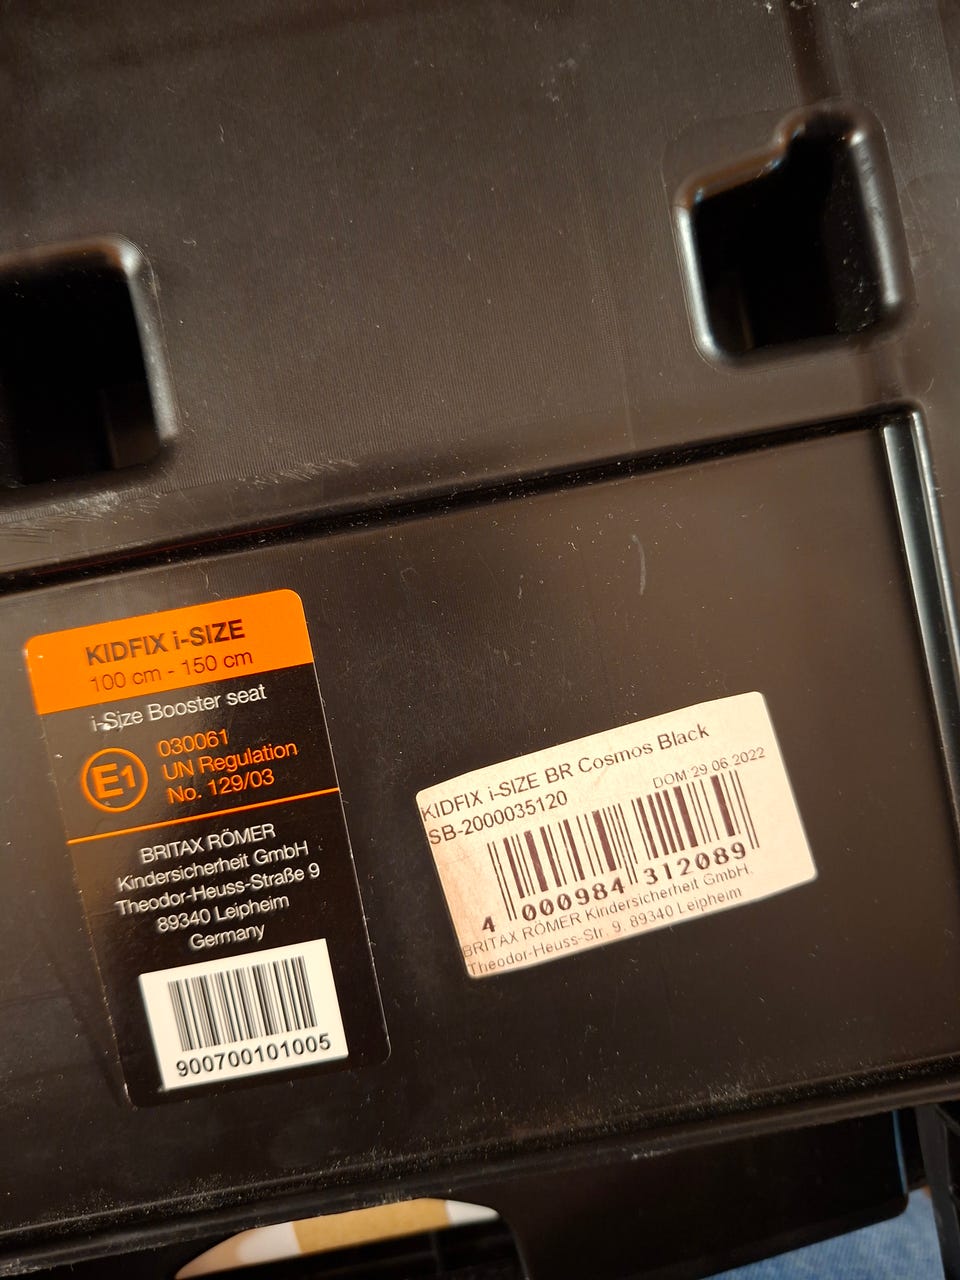 KIDFIX i-SIZE
100 cm - 150 cm
i-Size Booster seat
E1
030061
UN Regulation
No. 129/03
BRITAX RÖMER
Kindersicherheit GmbH
Theodor-Heuss-Straße 9
89340 Leipheim
Germany
900700101005
KIDFIX i-SIZE BR Cosmos Black
SB-2000035120
DOM:29.06.2022
4 000984 312089
BRITAX RÖMER Kindersicherheit GmbH.
Theodor-Heuss-Str. 9. 89340 Leipheim